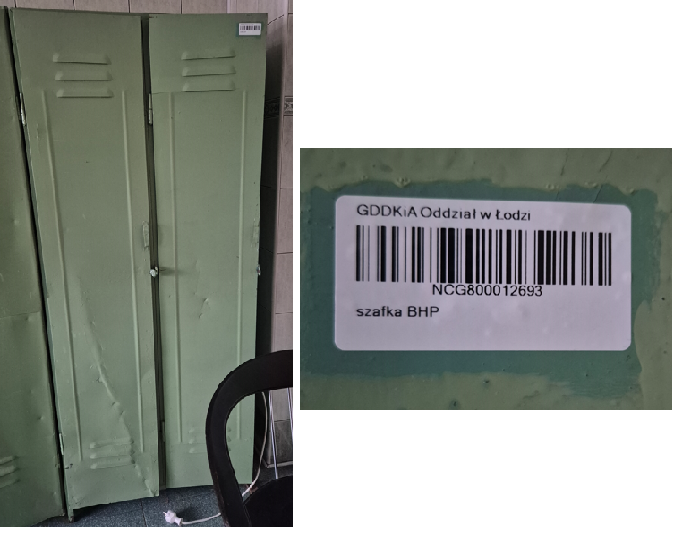 GDDKiA Oddział w Łodzi
NCG800012693
szafka BHP